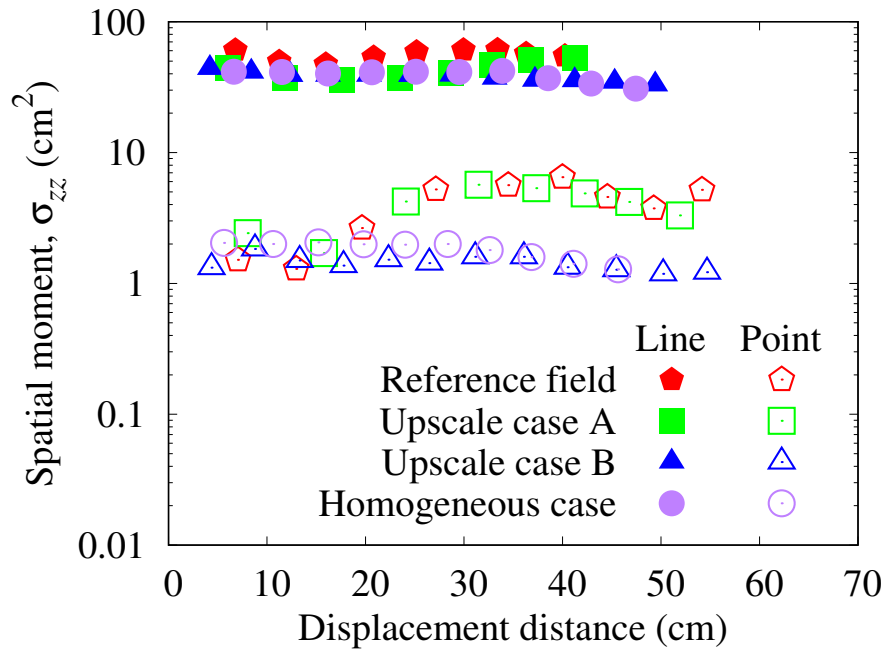 100
10
1
0.1
0.01
Spatial moment, σzz (cm²)
Line Point
Reference field
Upscale case A
Upscale case B
Homogeneous case
0 10 20 30 40 50 60 70
Displacement distance (cm)